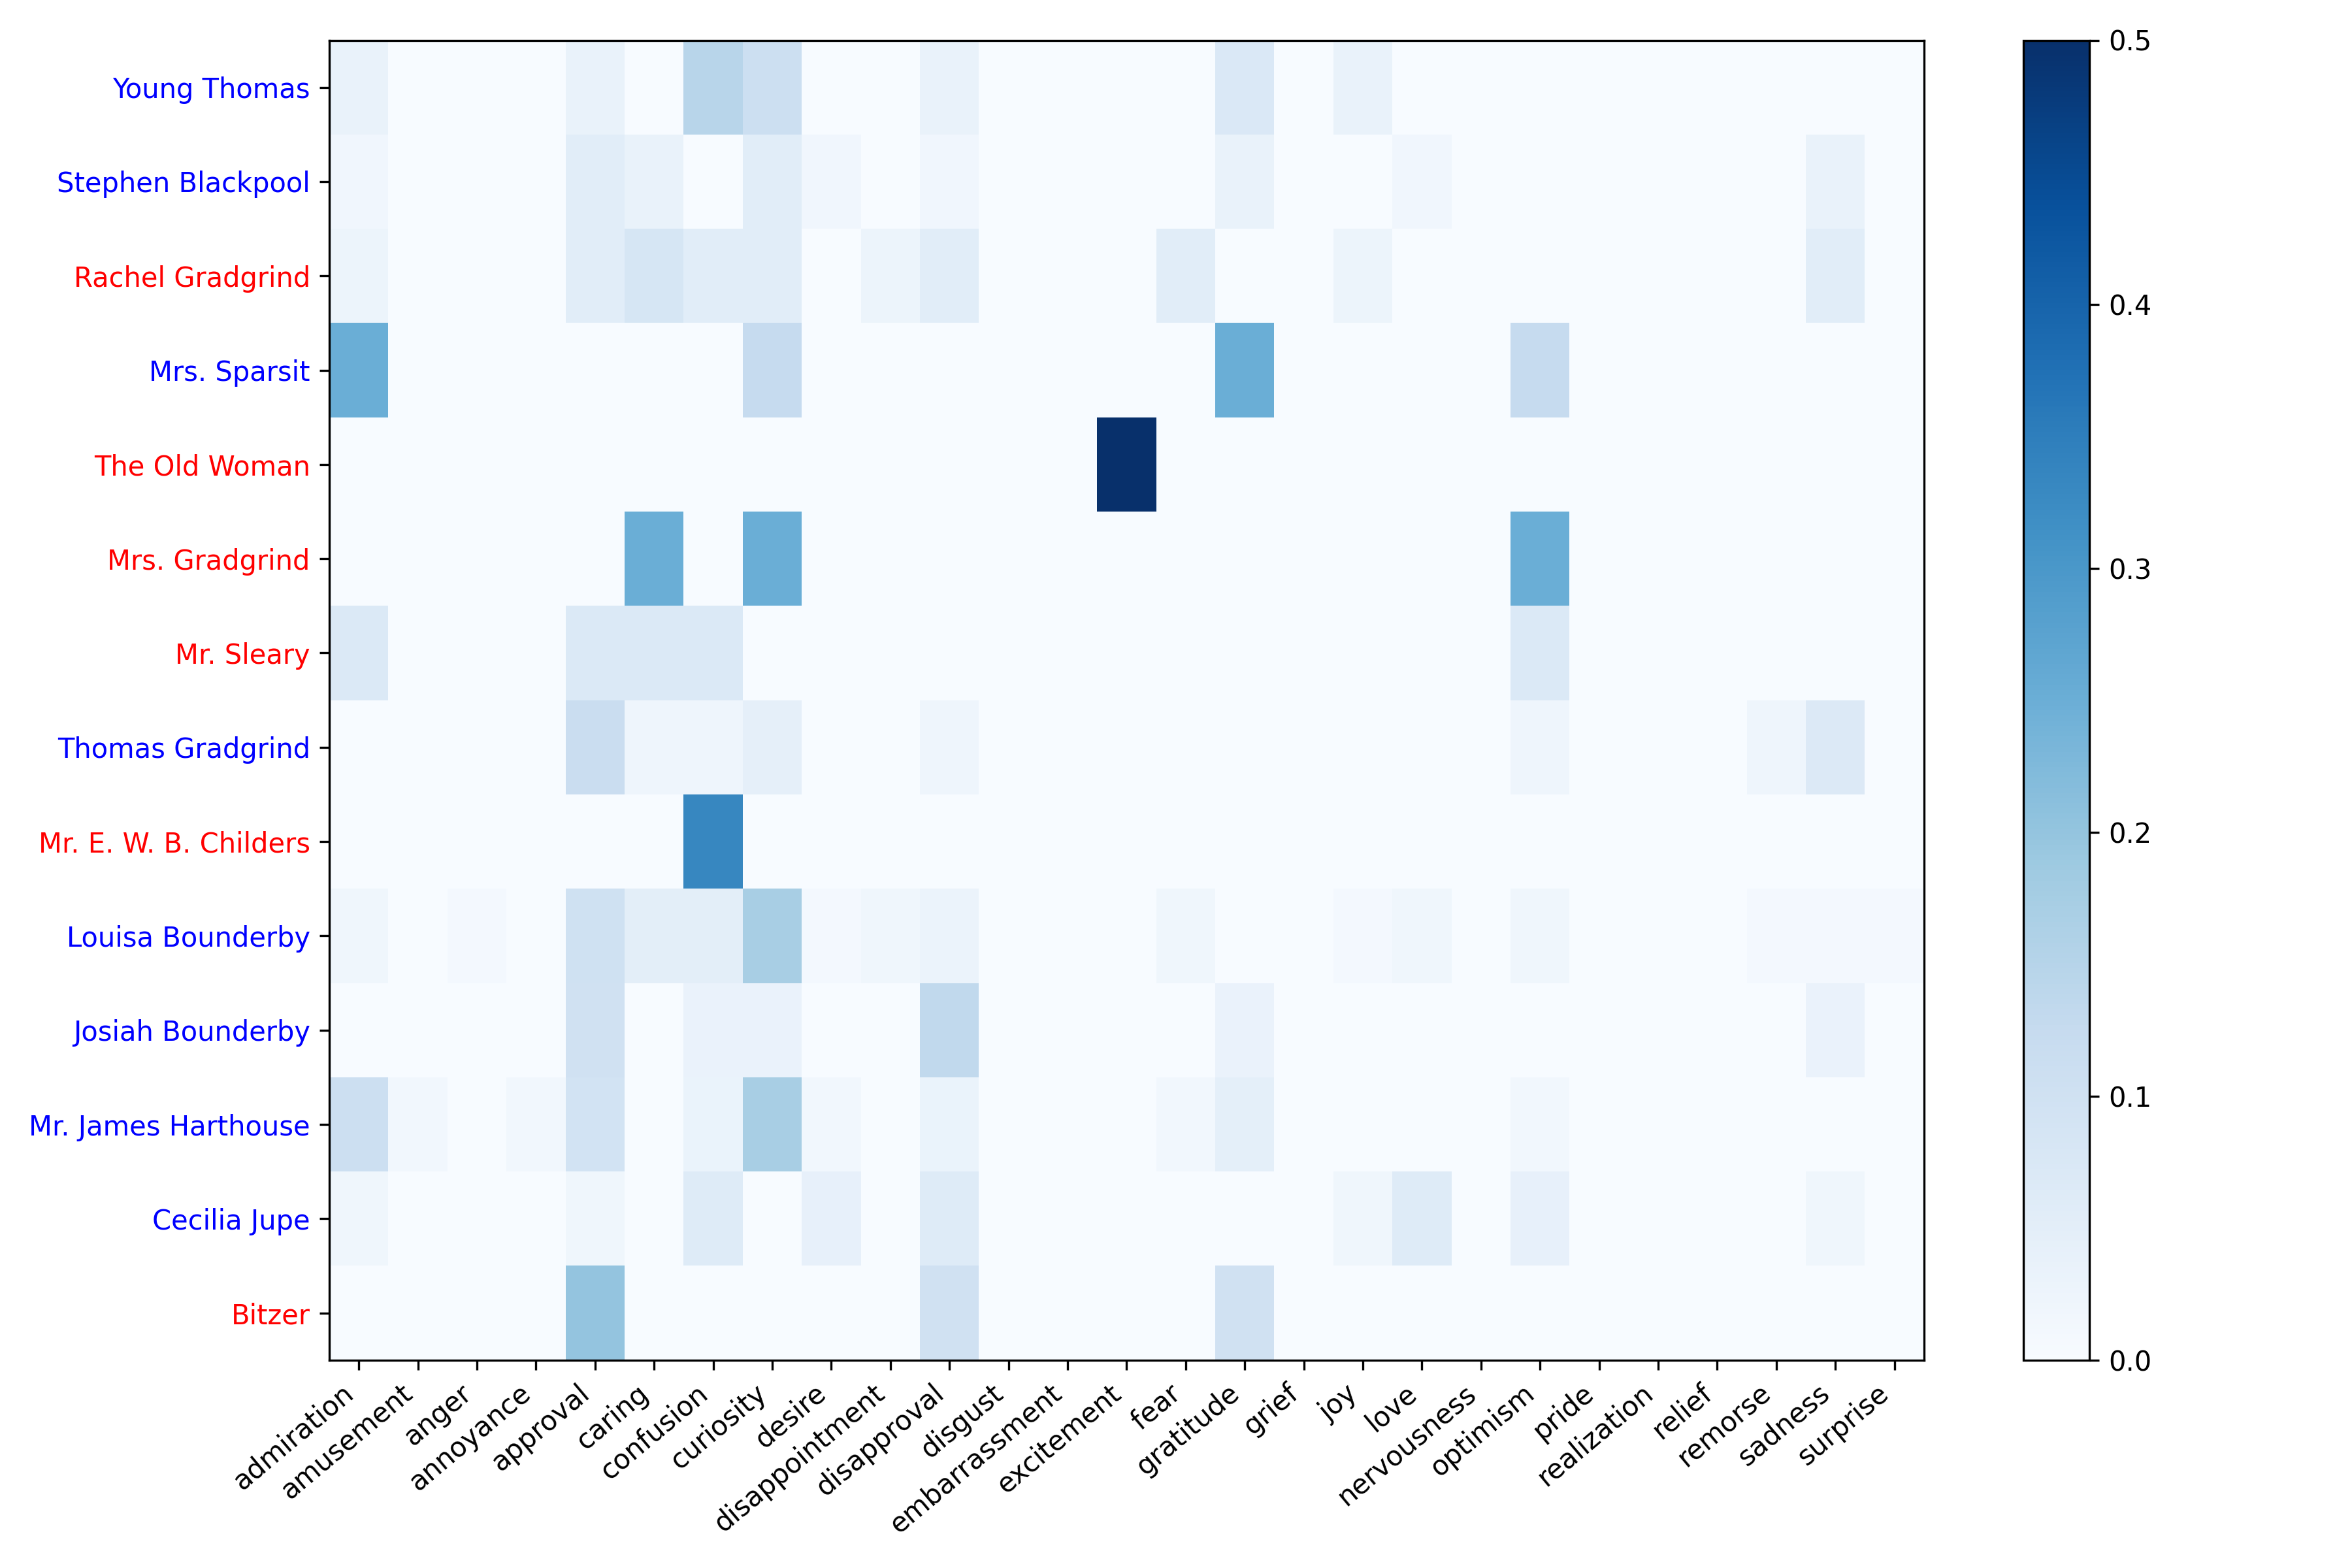 Young Thomas
Stephen Blackpool
Rachel Gradgrind
Mrs. Sparsit
The Old Woman
Mrs. Gradgrind
Mr. Sleary
Thomas Gradgrind
Mr. E. W. B. Childers
Louisa Bounderby
Josiah Bounderby
Mr. James Harthouse
Cecilia Jupe
Bitzer
admiration
amusement
anger
annoyance
approval
caring
confusion
curiosity
desire
disappointment
disapproval
disgust
embarrassment
excitement
fear
gratitude
grief
joy
love
nervousness
optimism
pride
realization
relief
remorse
sadness
surprise
0.5
0.4
0.3
0.2
0.1
0.0